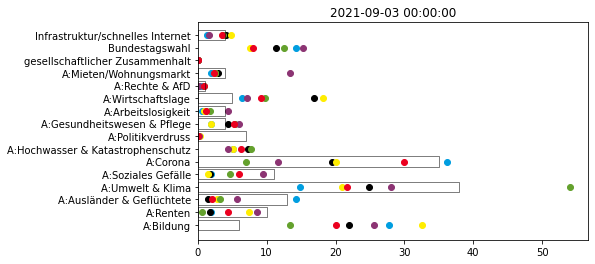 2021-09-03 00:00:00
Infrastruktur/schnelles Internet
Bundestagswahl
gesellschaftlicher Zusammenhalt
A:Mieten/Wohnungsmarkt
A:Rechte & AfD
A:Wirtschaftslage
A:Arbeitslosigkeit
A:Gesundheitswesen & Pflege
A:Politikverdruss
A:Hochwasser & Katastrophenschutz
A:Corona
A:Soziales Gefälle
A:Umwelt & Klima
A:Ausländer & Geflüchtete
A:Renten
A:Bildung
0 10 20 30 40 50